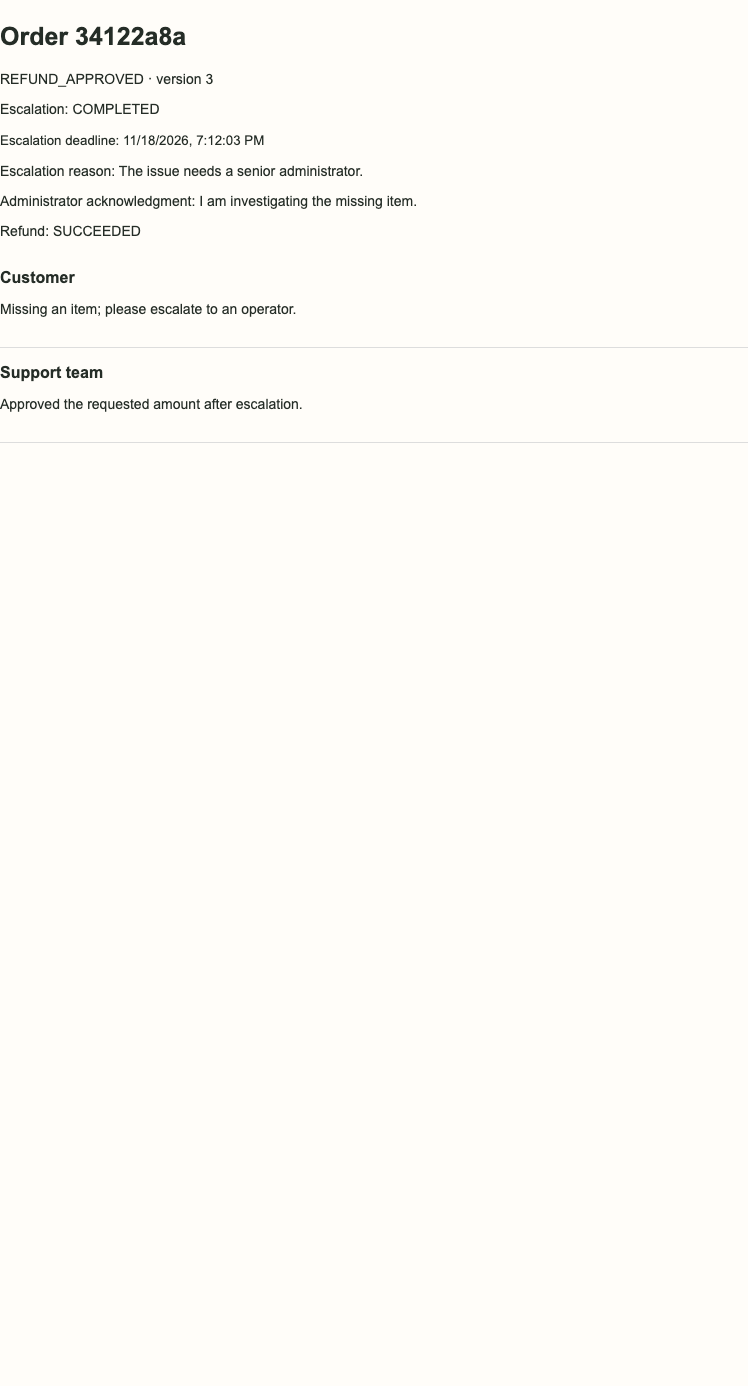 Order 34122a8a
REFUND_APPROVED · version 3
Escalation: COMPLETED
Escalation deadline: 11/18/2026, 7:12:03 PM
Escalation reason: The issue needs a senior administrator.
Administrator acknowledgment: I am investigating the missing item.
Refund: SUCCEEDED
Customer
Missing an item; please escalate to an operator.
Support team
Approved the requested amount after escalation.